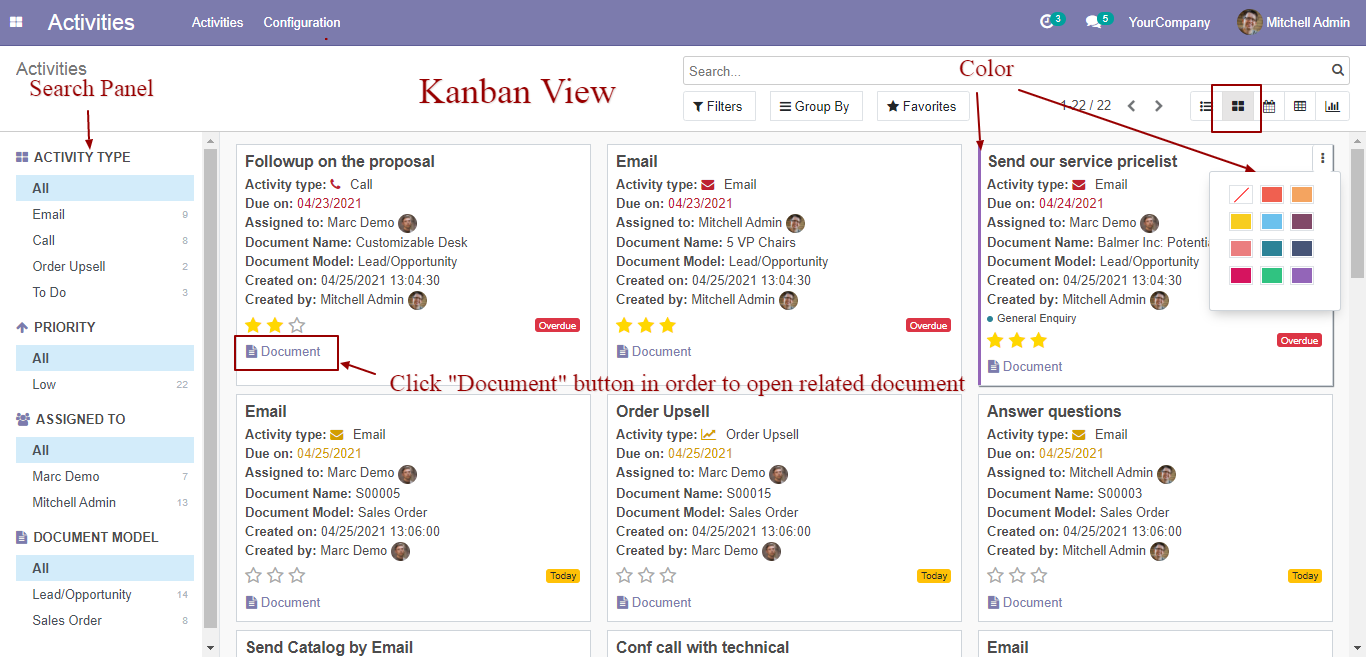 Activities
Activities Configuration
3 5 YourCompany Mitchell Admin
Activities
Search Panel
Kanban View
Color
Search...
Filters Group By Favorites
1-22 / 22
ACTIVITY TYPE
All
Email 9
Call 8
Order Upsell 2
To Do 3
PRIORITY
All
Low 22
ASSIGNED TO
All
Marc Demo 7
Mitchell Admin 13
DOCUMENT MODEL
All
Lead/Opportunity 14
Sales Order 8
Followup on the proposal
Activity type: Call
Due on: 04/23/2021
Assigned to: Marc Demo
Document Name: Customizable Desk
Document Model: Lead/Opportunity
Created on: 04/25/2021 13:04:30
Created by: Mitchell Admin
Overdue
Document
Email
Activity type: Email
Due on: 04/23/2021
Assigned to: Mitchell Admin
Document Name: 5 VP Chairs
Document Model: Lead/Opportunity
Created on: 04/25/2021 13:04:30
Created by: Mitchell Admin
Overdue
Document
Send our service pricelist
Activity type: Email
Due on: 04/24/2021
Assigned to: Marc Demo
Document Name: Balmer Inc: Potenti
Document Model: Lead/Opportunity
Created on: 04/25/2021 13:04:30
Created by: Mitchell Admin
General Enquiry
Overdue
Document
Click "Document" button in order to open related document
Email
Activity type: Email
Due on: 04/25/2021
Assigned to: Marc Demo
Document Name: S00005
Document Model: Sales Order
Created on: 04/25/2021 13:06:00
Created by: Marc Demo
Today
Document
Order Upsell
Activity type: Order Upsell
Due on: 04/25/2021
Assigned to: Marc Demo
Document Name: S00015
Document Model: Sales Order
Created on: 04/25/2021 13:06:00
Created by: Marc Demo
Today
Document
Answer questions
Activity type: Email
Due on: 04/25/2021
Assigned to: Mitchell Admin
Document Name: S00003
Document Model: Sales Order
Created on: 04/25/2021 13:06:00
Created by: Mitchell Admin
Today
Document
Send Catalog by Email
Conf call with technical
Email